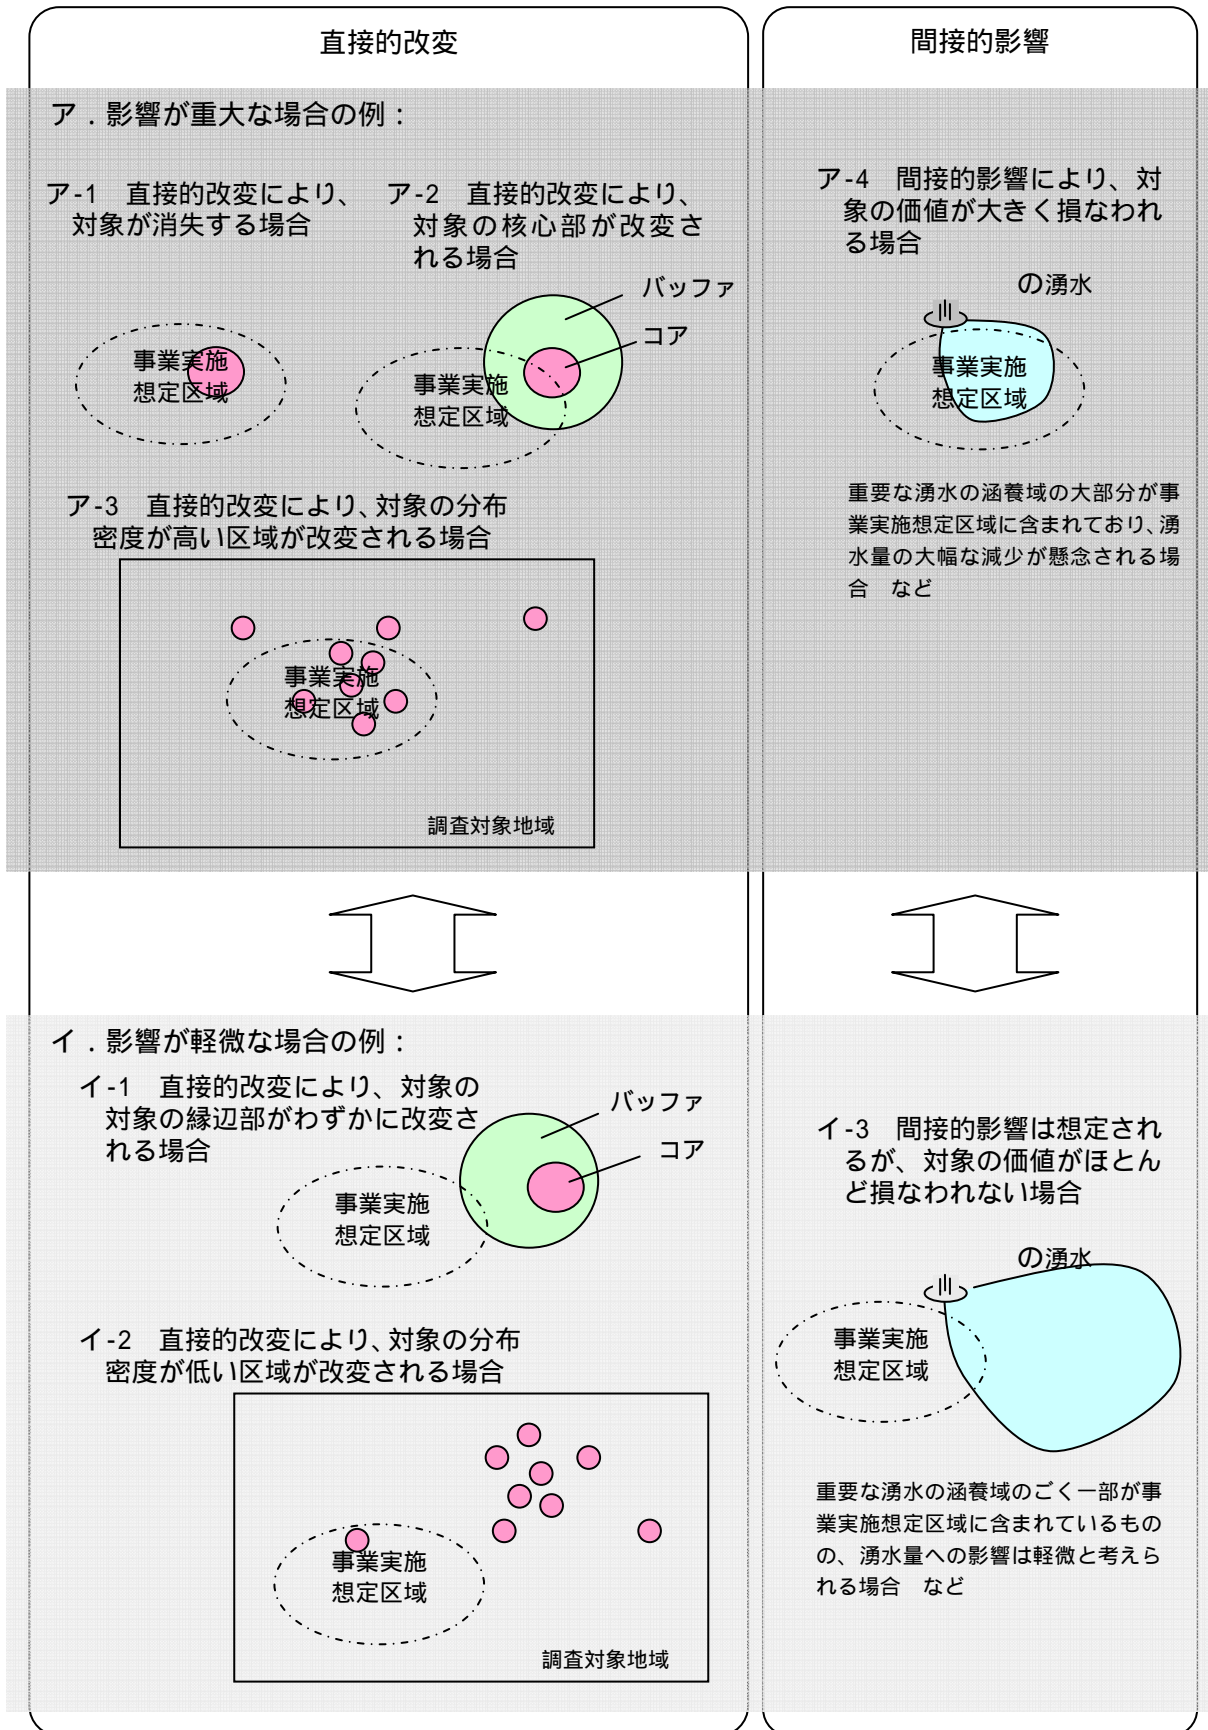 直接的改変
間接的影響
ア．影響が重大な場合の例：
ア-1　直接的改変により、
対象が消失する場合
ア-2　直接的改変により、
対象の核心部が改変さ
れる場合
バッファ
コア
事業実施
想定区域
事業実施
想定区域
ア-3　直接的改変により、対象の分布
密度が高い区域が改変される場合
事業実施
想定区域
調査対象地域
ア-4　間接的影響により、対
象の価値が大きく損なわれ
る場合
の湧水
事業実施
想定区域
重要な湧水の涵養域の大部分が事
業実施想定区域に含まれており、湧
水量の大幅な減少が懸念される場
合　など
イ．影響が軽微な場合の例：
イ-1　直接的改変により、対象の
対象の縁辺部がわずかに改変さ
れる場合
バッファ
コア
事業実施
想定区域
イ-2　直接的改変により、対象の分布
密度が低い区域が改変される場合
事業実施
想定区域
調査対象地域
イ-3　間接的影響は想定され
るが、対象の価値がほとん
ど損なわれない場合
の湧水
事業実施
想定区域
重要な湧水の涵養域のごく一部が事
業実施想定区域に含まれているもの
の、湧水量への影響は軽微と考えら
れる場合　など